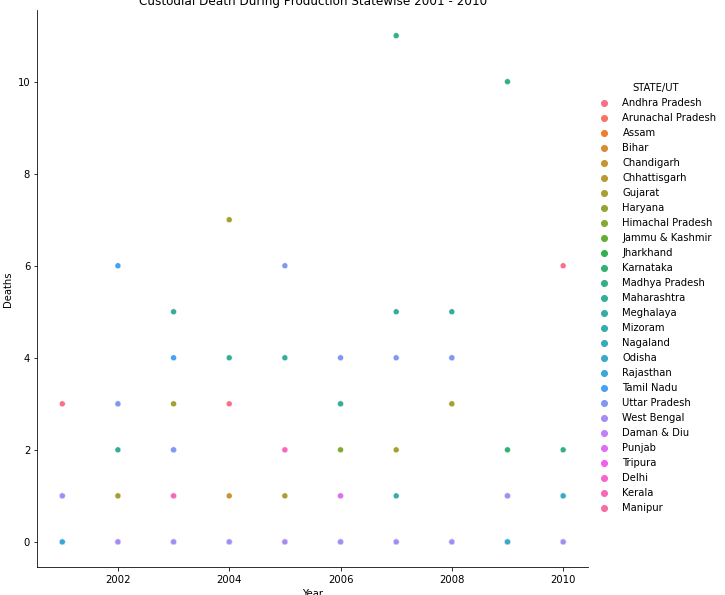 Custodial Death During Production Statewise 2001 - 2010
Deaths
10
8
6
4
2
0
2002 2004 2006 2008 2010
Year
STATE/UT
Andhra Pradesh
Arunachal Pradesh
Assam
Bihar
Chandigarh
Chhattisgarh
Gujarat
Haryana
Himachal Pradesh
Jammu & Kashmir
Jharkhand
Karnataka
Madhya Pradesh
Maharashtra
Meghalaya
Mizoram
Nagaland
Odisha
Rajasthan
Tamil Nadu
Uttar Pradesh
West Bengal
Daman & Diu
Punjab
Tripura
Delhi
Kerala
Manipur